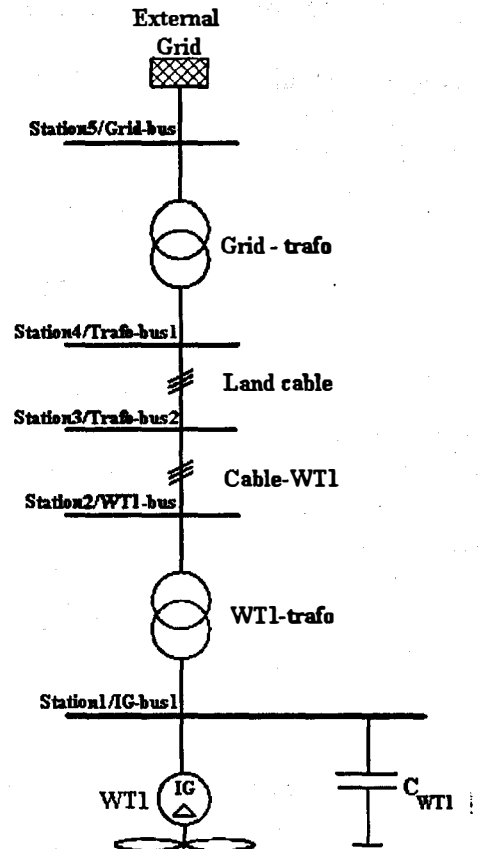 External
Grid
Station5/Grid-bus
Grid - trafo
Station4/Trafo-bus1
Land cable
Station3/Trafo-bus2
Cable-WT1
Station2/WT1-bus
WT1-trafo
Station1/IG-bus1
IG
WT1
C WT1